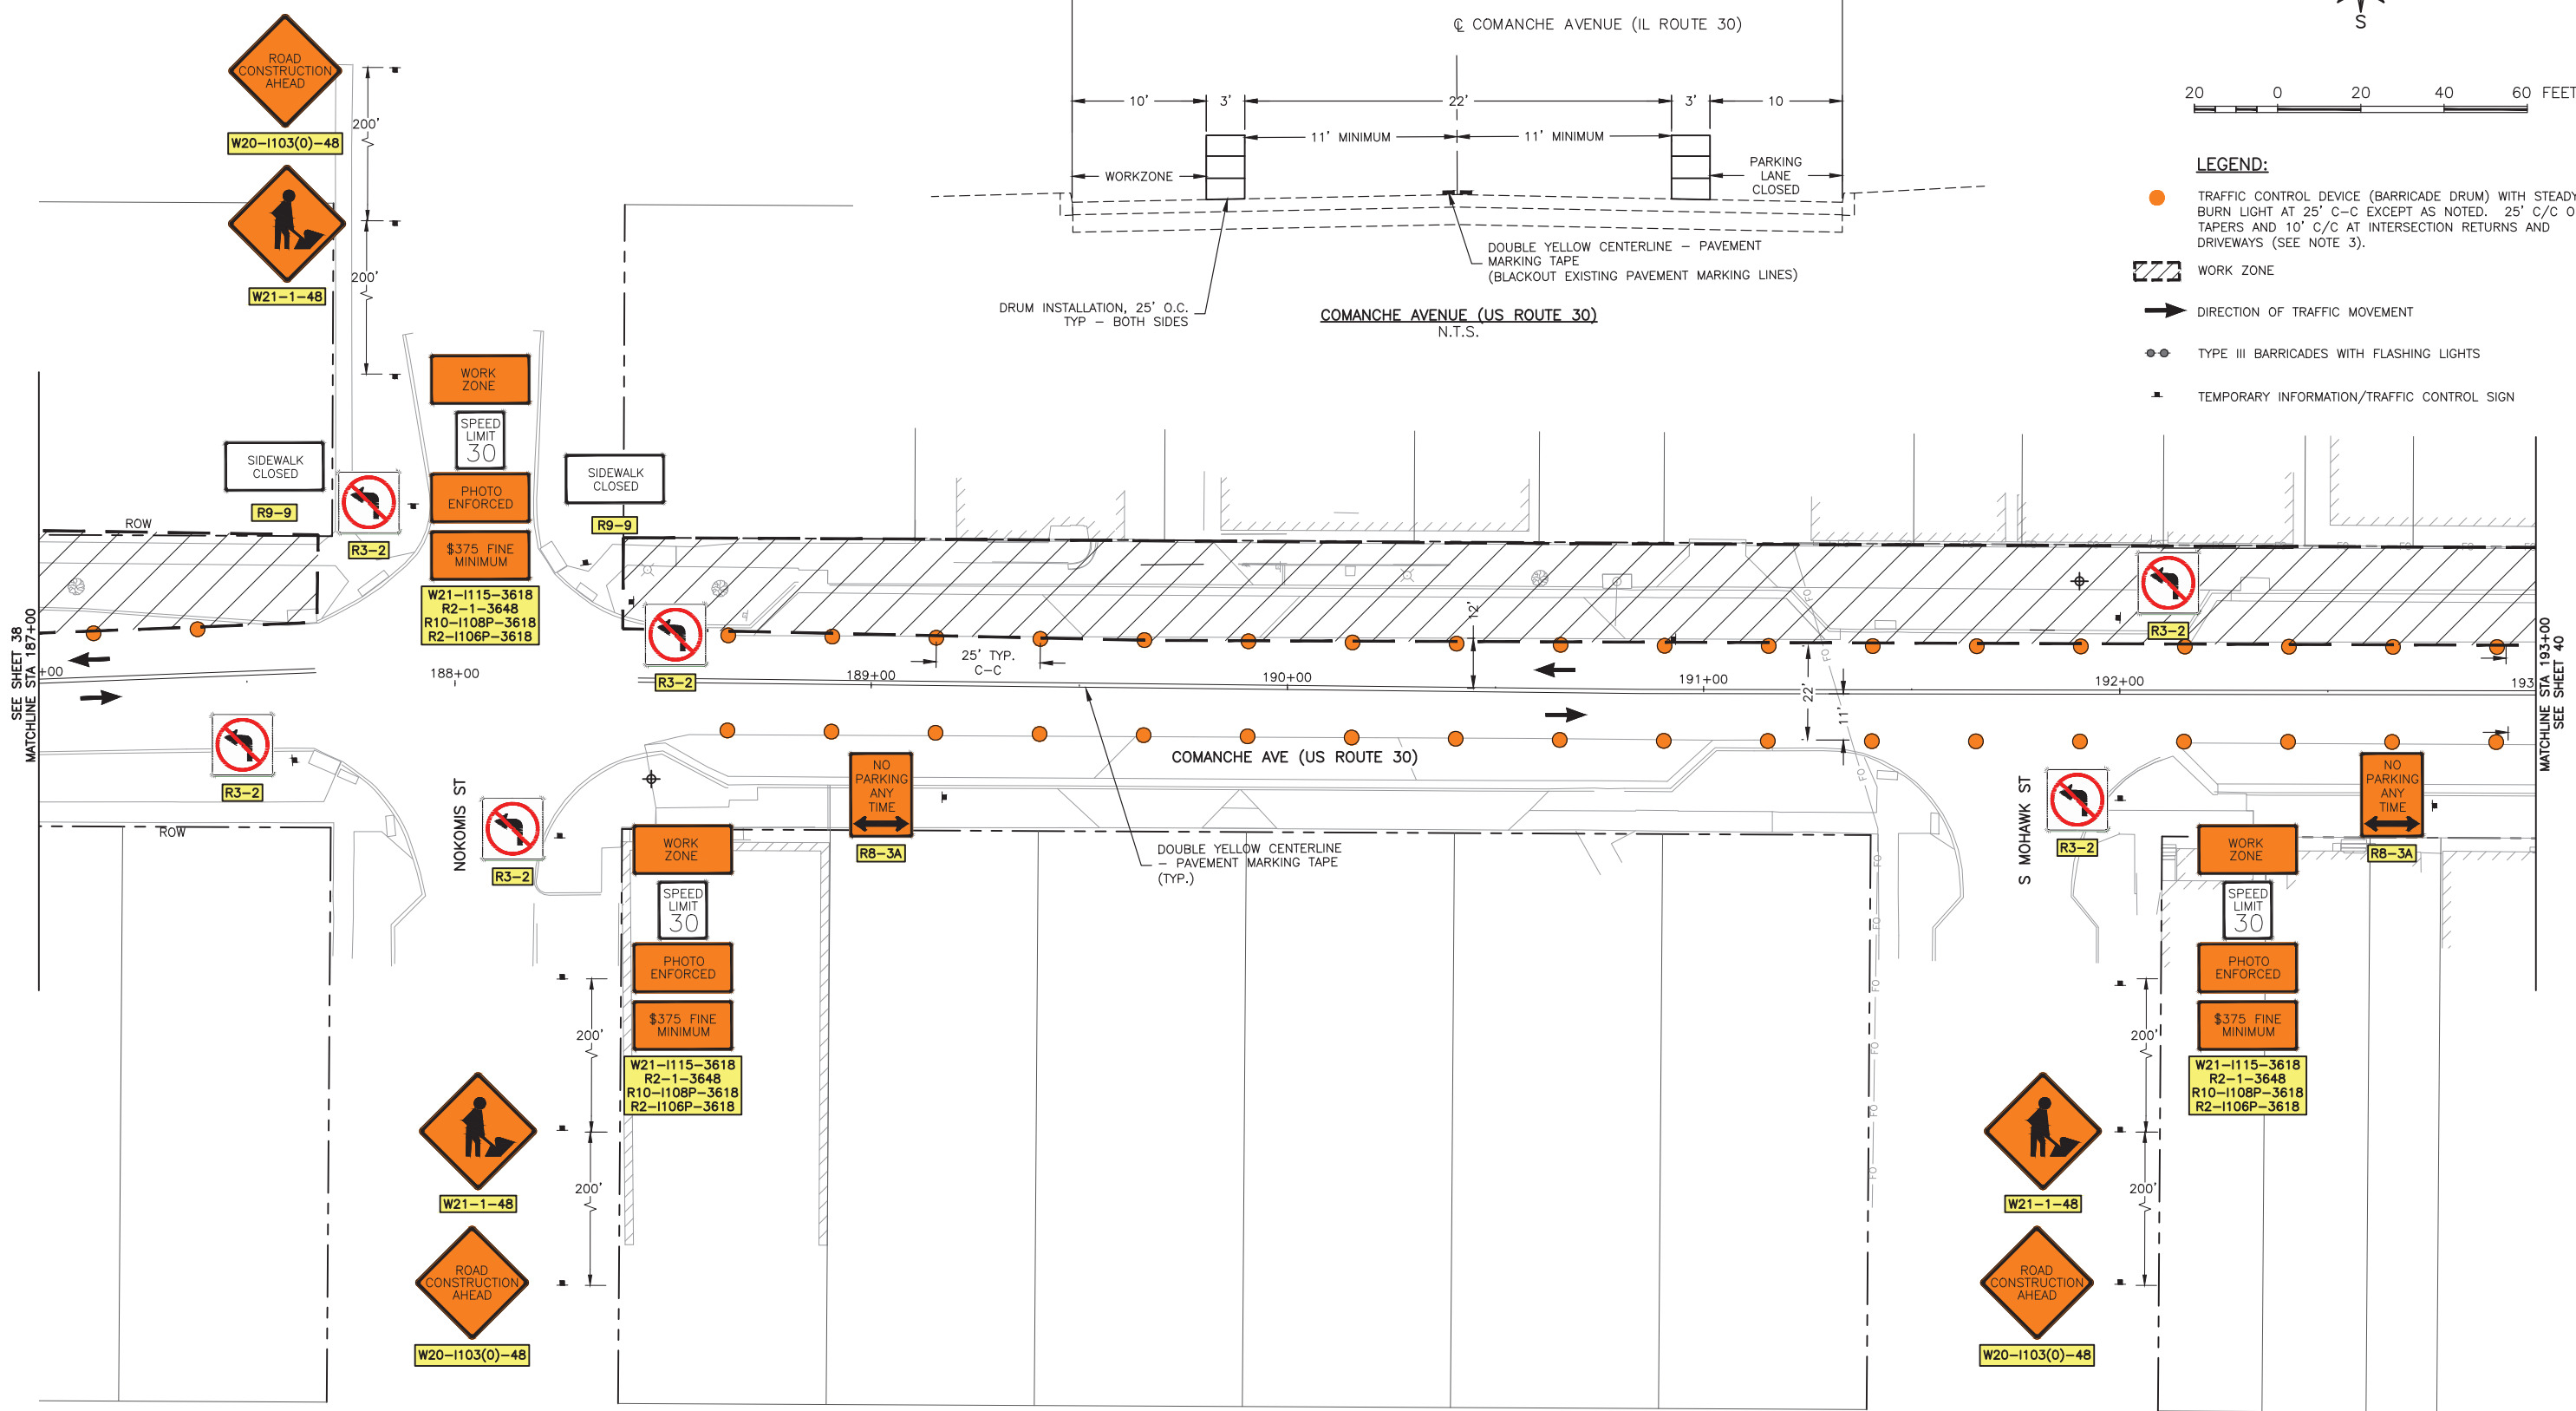 ROAD
CONSTRUCTION
AHEAD
W20-I103(0)-48
200'
W21-1-48
200'
WORK
ZONE
SPEED
LIMIT
30
PHOTO
ENFORCED
$375 FINE
MINIMUM
W21-I115-3618
R2-1-3648
R10-I108P-3618
R2-I106P-3618
SIDEWALK
CLOSED
R9-9
R3-2
SIDEWALK
CLOSED
R9-9
℄ COMANCHE AVENUE (IL ROUTE 30)
10'
3'
22'
3'
10
11' MINIMUM
11' MINIMUM
WORKZONE
PARKING
LANE
CLOSED
DOUBLE YELLOW CENTERLINE – PAVEMENT
MARKING TAPE
(BLACKOUT EXISTING PAVEMENT MARKING LINES)
DRUM INSTALLATION, 25' O.C.
TYP – BOTH SIDES
COMANCHE AVENUE (US ROUTE 30)
N.T.S.
S
20 0 20 40 60 FEET
LEGEND:
TRAFFIC CONTROL DEVICE (BARRICADE DRUM) WITH STEADY
BURN LIGHT AT 25' C-C EXCEPT AS NOTED. 25' C/C O
TAPERS AND 10' C/C AT INTERSECTION RETURNS AND
DRIVEWAYS (SEE NOTE 3).
WORK ZONE
DIRECTION OF TRAFFIC MOVEMENT
TYPE III BARRICADES WITH FLASHING LIGHTS
TEMPORARY INFORMATION/TRAFFIC CONTROL SIGN
SEE SHEET 38
MATCHLINE STA 187+00
ROW
+00
188+00
R3-2
25' TYP.
C-C
189+00
12'
190+00
191+00
22'
11'
FO
FO
FO
R3-2
192+00
193
MATCHLINE STA 193+00
SEE SHEET 40
R3-2
ROW
NOKOMIS ST
R3-2
COMANCHE AVE (US ROUTE 30)
NO
PARKING
ANY
TIME
R8-3A
DOUBLE YELLOW CENTERLINE
– PAVEMENT MARKING TAPE
(TYP.)
S MOHAWK ST
R3-2
NO
PARKING
ANY
TIME
R8-3A
WORK
ZONE
SPEED
LIMIT
30
PHOTO
ENFORCED
$375 FINE
MINIMUM
W21-I115-3618
R2-1-3648
R10-I108P-3618
R2-I106P-3618
200'
W21-1-48
200'
ROAD
CONSTRUCTION
AHEAD
W20-I103(0)-48
FO
FO
FO
FO
FO
FO
WORK
ZONE
SPEED
LIMIT
30
PHOTO
ENFORCED
$375 FINE
MINIMUM
W21-I115-3618
R2-1-3648
R10-I108P-3618
R2-I106P-3618
200'
W21-1-48
200'
ROAD
CONSTRUCTION
AHEAD
W20-I103(0)-48